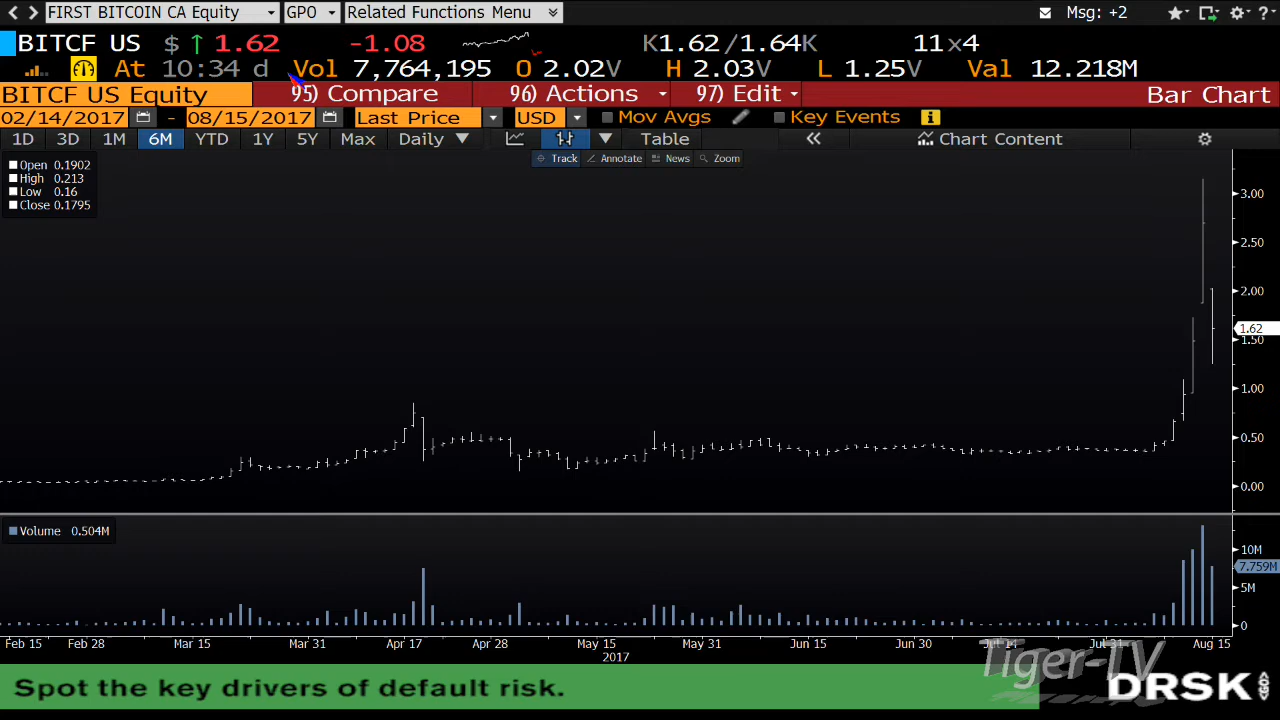 FIRST BITCOIN CA Equity GPO Related Functions Menu Msg: +2 ?
BITCF US $ ↑ 1.62 -1.08 K1.62/1.64K 11x4
At 10:34 d Vol 7,764,195 O 2.02V H 2.03V L 1.25V Val 12.218M
BITCF US Equity 95) Compare 96) Actions 97) Edit Bar Chart
02/14/2017 - 08/15/2017 Last Price USD Mov Avgs Key Events i
1D 3D 1M 6M YTD 1Y 5Y Max Daily Table « Chart Content
Track Annotate News Zoom
Open 0.1902
High 0.213
Low 0.16
Close 0.1795
3.00
2.50
2.00
1.62
1.50
1.00
0.50
0.00
Volume 0.504M
10M
7.759M
5M
0
Feb 15 Feb 28 Mar 15 Mar 31 Apr 17 Apr 28 May 15 May 31 Jun 15 Jun 30 Jul 14 Jul 31 Aug 15
2017
Tiger-TV
Spot the key drivers of default risk. DRSK GO